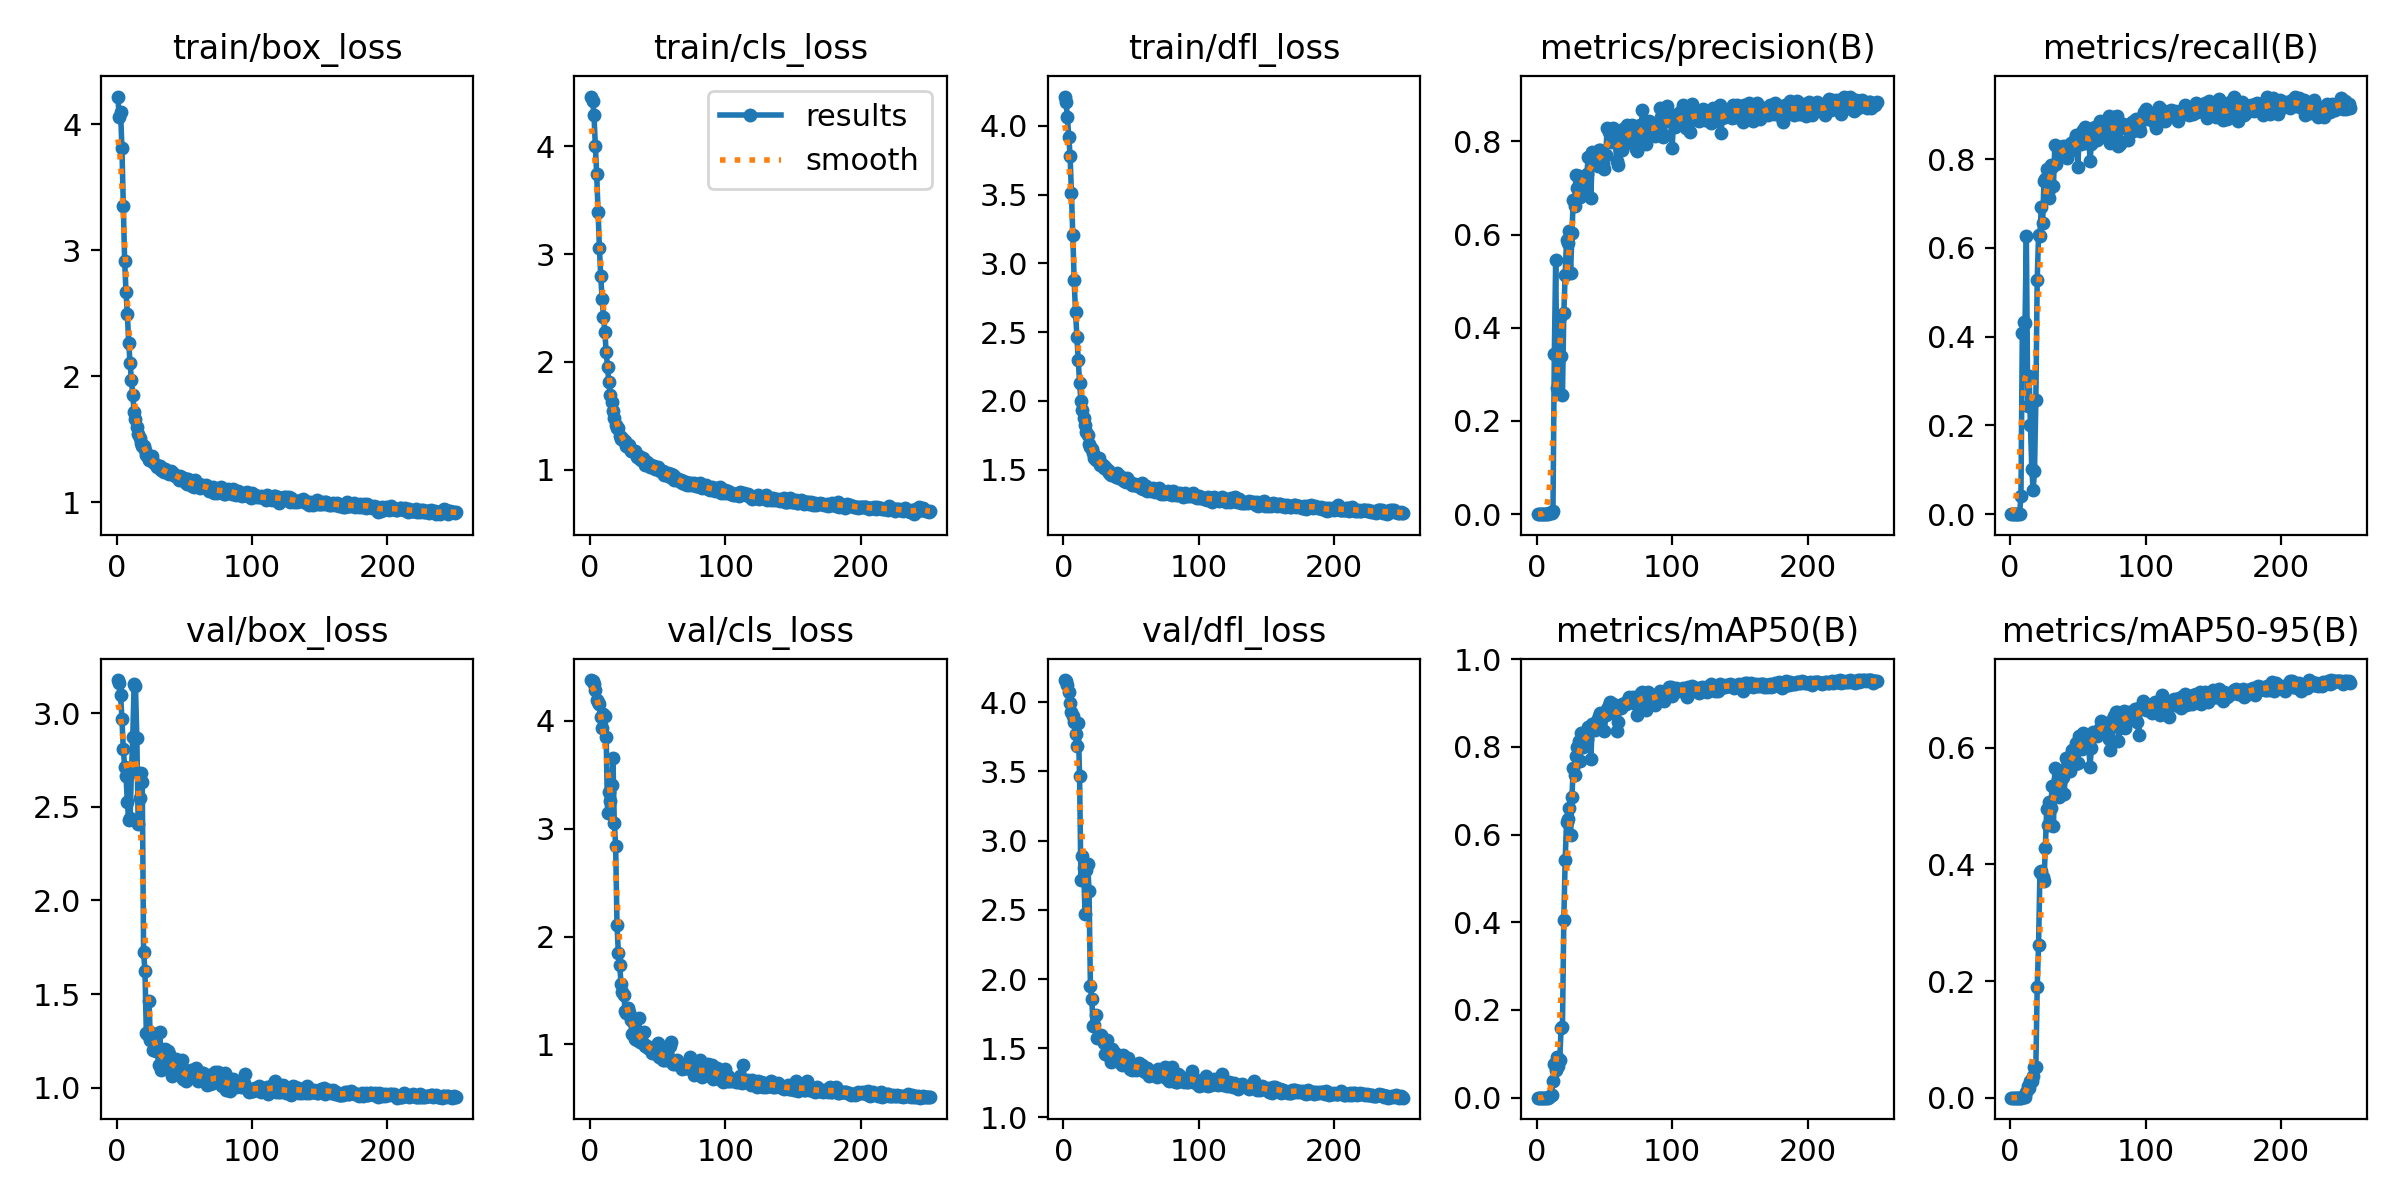 train/box_loss
4
3
2
1
0 100 200
train/cls_loss
results
smooth
4
3
2
1
0 100 200
train/dfl_loss
4.0
3.5
3.0
2.5
2.0
1.5
0 100 200
metrics/precision(B)
0.8
0.6
0.4
0.2
0.0
0 100 200
metrics/recall(B)
0.8
0.6
0.4
0.2
0.0
0 100 200
val/box_loss
3.0
2.5
2.0
1.5
1.0
0 100 200
val/cls_loss
4
3
2
1
0 100 200
val/dfl_loss
4.0
3.5
3.0
2.5
2.0
1.5
1.0
0 100 200
metrics/mAP50(B)
1.0
0.8
0.6
0.4
0.2
0.0
0 100 200
metrics/mAP50-95(B)
0.6
0.4
0.2
0.0
0 100 200